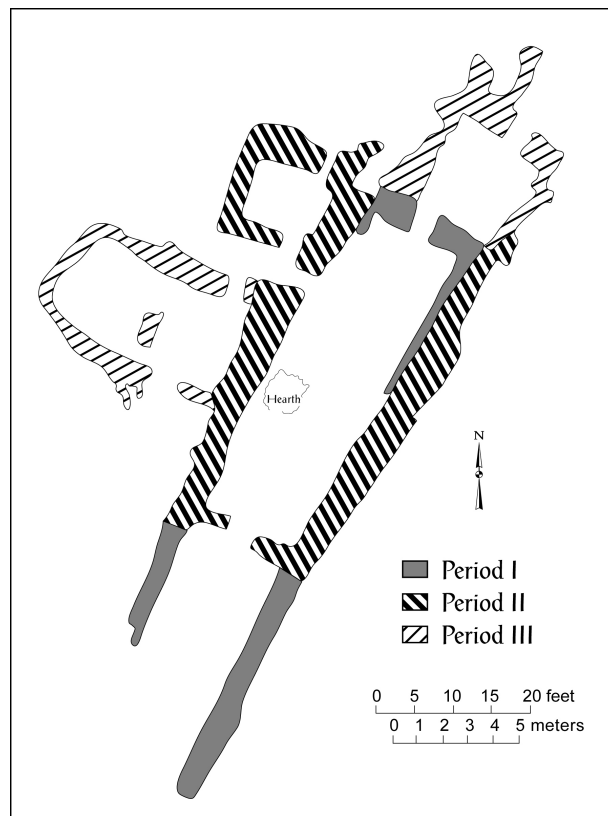 Hearth
N
Period I
Period II
Period III
0 5 10 15 20 feet
0 1 2 3 4 5 meters